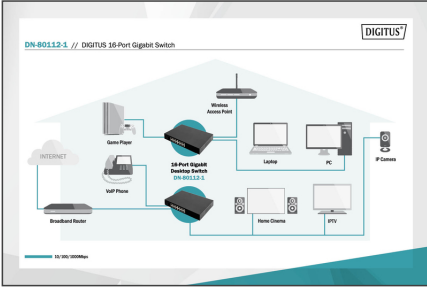 DIGITUS®
DN-80112-1 // DIGITUS 16-Port Gigabit Switch
Wireless
Access Point
Game Player
INTERNET
16-Port Gigabit
Desktop Switch
DN-80112-1
Laptop
PC
IP Camera
VoIP Phone
Broadband Router
Home Cinema
IPTV
10/100/1000Mbps